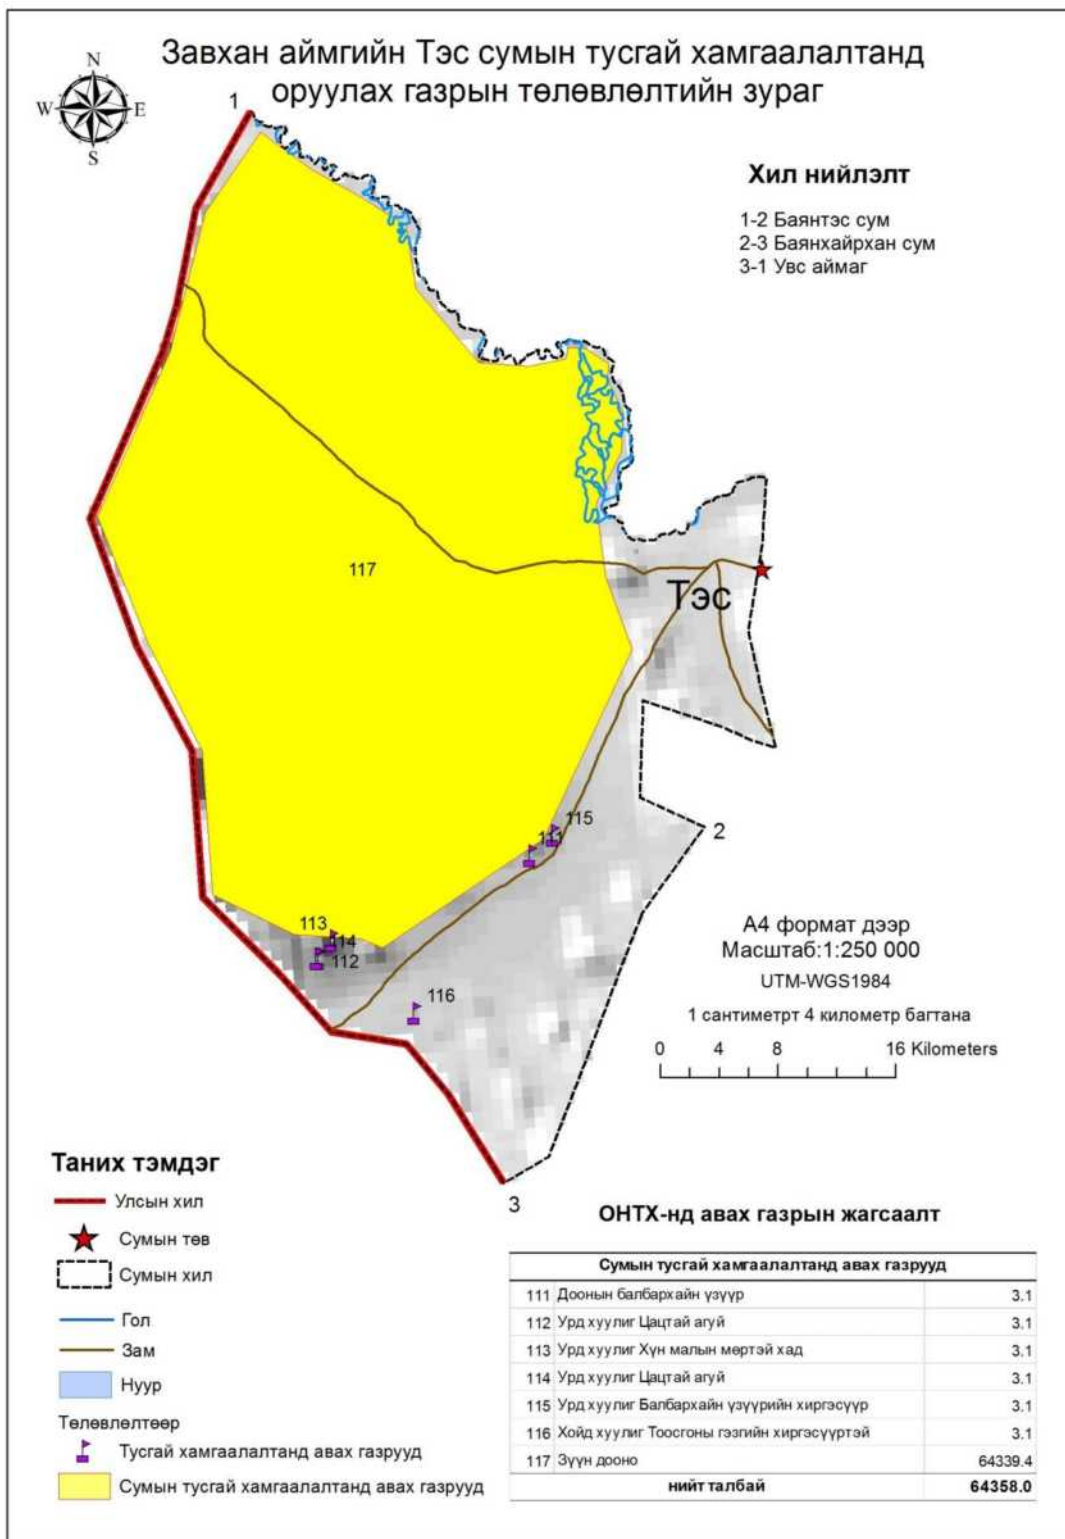 Завхан аймгийн Тэс сумын тусгай хамгаалалтанд
оруулах газрын төлөвлөлтийн зураг
N
W E
S
1
Хил нийлэлт
1-2 Баянтэс сум
2-3 Баянхайрхан сум
3-1 Увс аймаг
117
Тэс
115
111
2
113
114
112
116
А4 формат дээр
Масштаб:1:250 000
UTM-WGS1984
1 сантиметрт 4 километр багтана
0 4 8 16 Kilometers
3
Таних тэмдэг
Улсын хил
Сумын төв
Сумын хил
Гол
Зам
Нуур
Төлөвлөлтөөр
Тусгай хамгаалалтанд авах газрууд
Сумын тусгай хамгаалалтанд авах газрууд
ОНТХ-нд авах газрын жагсаалт
Сумын тусгай хамгаалалтанд авах газрууд
111 Доонын балбархайн үзүүр 3.1
112 Урд хуулиг Цацтай агуй 3.1
113 Урд хуулиг Хүн малын мөртэй хад 3.1
114 Урд хуулиг Цацтай агуй 3.1
115 Урд хуулиг Балбархайн үзүүрийн хиргэсүүр 3.1
116 Хойд хуулиг Тоосгоны гэзгийн хиргэсүүртэй 3.1
117 Зүүн дооно 64339.4
нийт талбай 64358.0